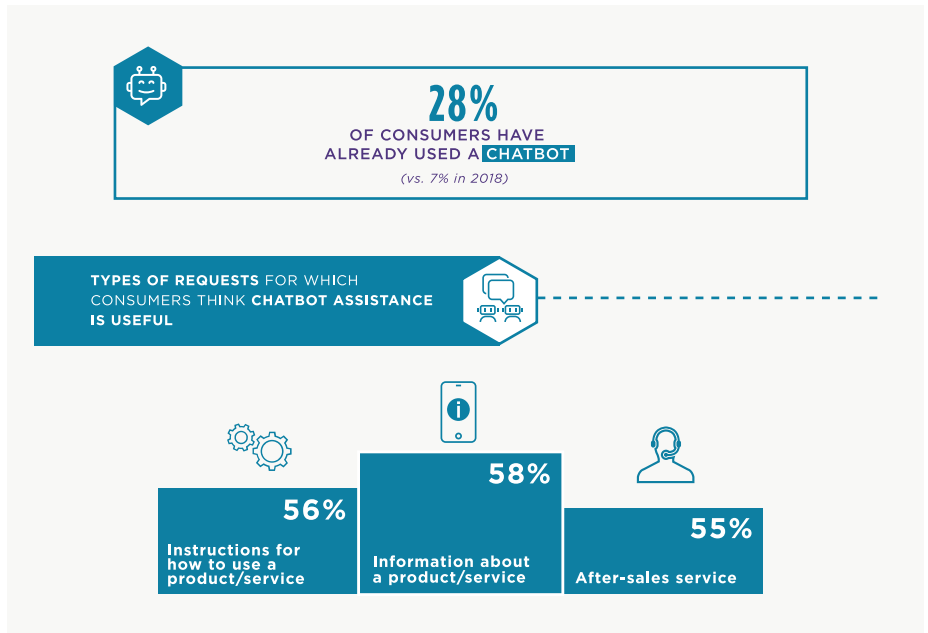 28%
OF CONSUMERS HAVE
ALREADY USED A CHATBOT
(vs. 7% in 2018)
TYPES OF REQUESTS FOR WHICH
CONSUMERS THINK CHATBOT ASSISTANCE
IS USEFUL
56%
Instructions for
how to use a
product/service
i
58%
Information about
a product/service
55%
After-sales service